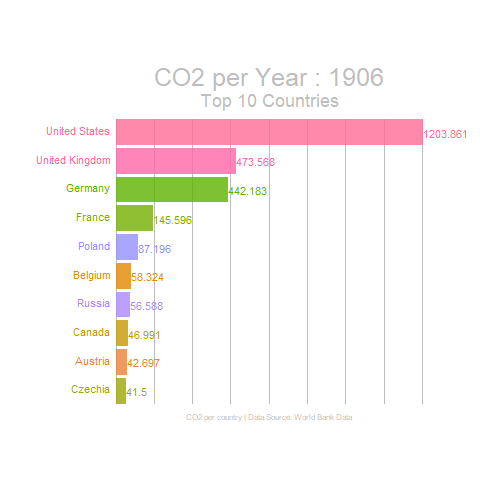 CO2 per Year : 1906
Top 10 Countries
United States 1203.861
United Kingdom 473.568
Germany 442.183
France 145.596
Poland 87.196
Belgium 58.324
Russia 56.588
Canada 46.991
Austria 42.697
Czechia 41.5
CO2 per country | Data Source: World Bank Data